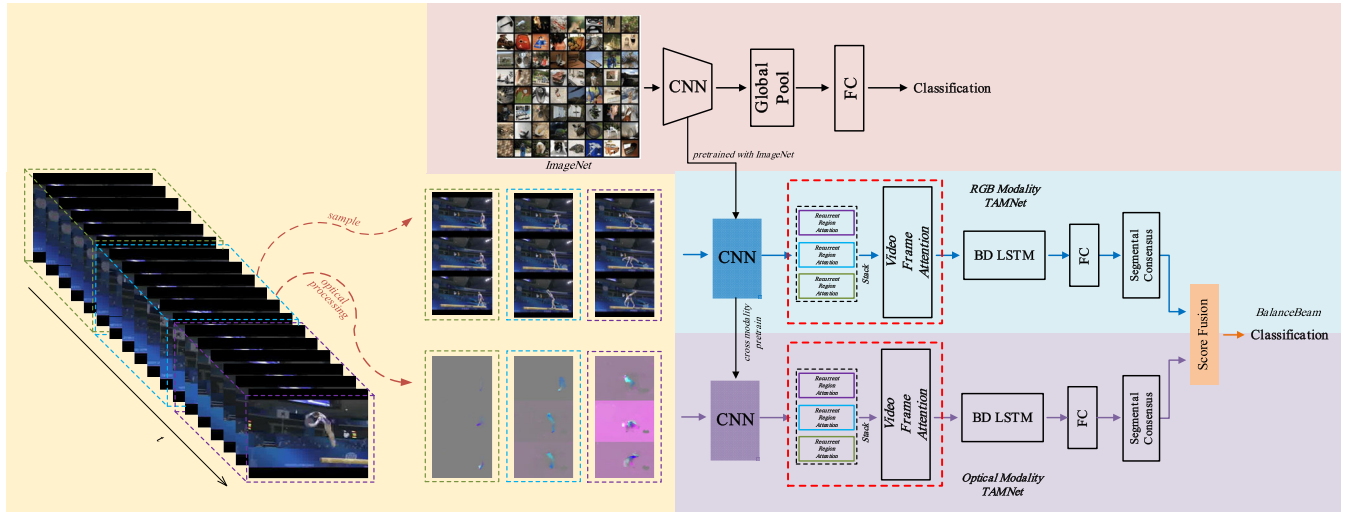 ImageNet
CNN
Global
Pool
FC
Classification
pretrained with ImageNet
sample
optical
processing
t
CNN
Recurrent
Region
Attention
Recurrent
Region
Attention
Recurrent
Region
Attention
Stack
Video
Frame
Attention
RGB Modality
TAMNet
BD LSTM
FC
Segmental
Consensus
cross modality
pretrain
CNN
Recurrent
Region
Attention
Recurrent
Region
Attention
Recurrent
Region
Attention
Stack
Video
Frame
Attention
BD LSTM
FC
Segmental
Consensus
Optical Modality
TAMNet
Score Fusion
BalanceBeam
Classification